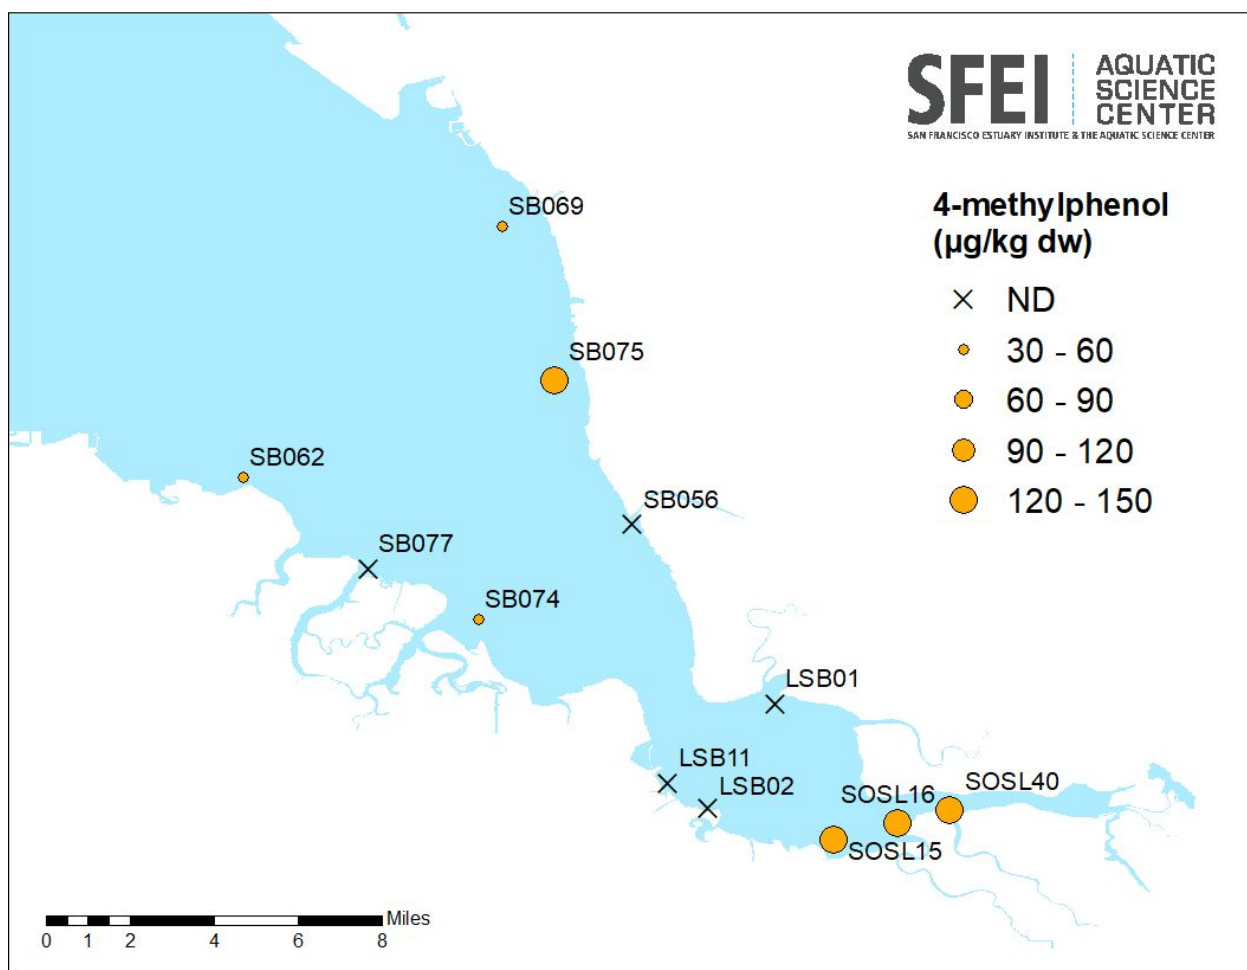 SFEI
AQUATIC
SCIENCE
CENTER
SAN FRANCISCO ESTUARY INSTITUTE & THE AQUATIC SCIENCE CENTER
4-methylphenol
(µg/kg dw)
ND
30 - 60
60 - 90
90 - 120
120 - 150
SB069
SB075
SB062
SB056
SB077
SB074
LSB01
LSB11
LSB02
SOSL16
SOSL40
SOSL15
Miles
0 1 2 4 6 8